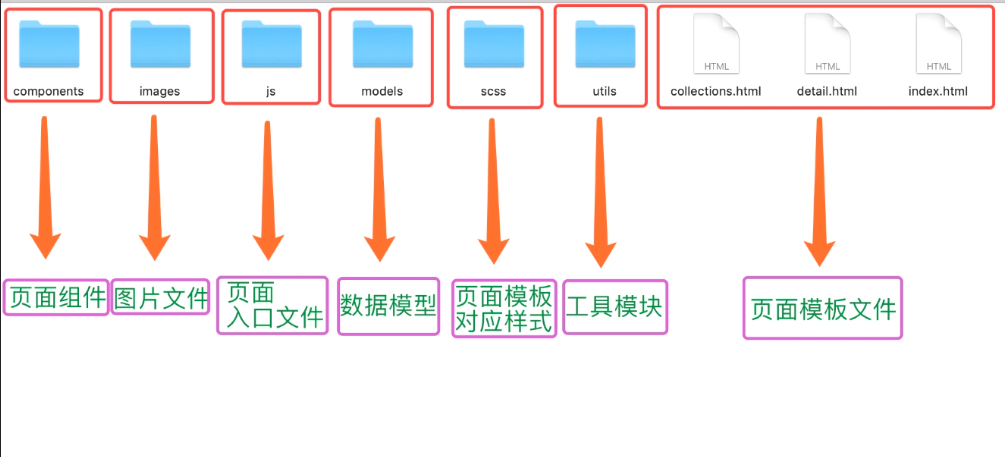 components
images
js
models
scss
utils
HTML
collections.html
HTML
detail.html
HTML
index.html
页面组件
图片文件
页面
入口文件
数据模型
页面模板
对应样式
工具模块
页面模板文件